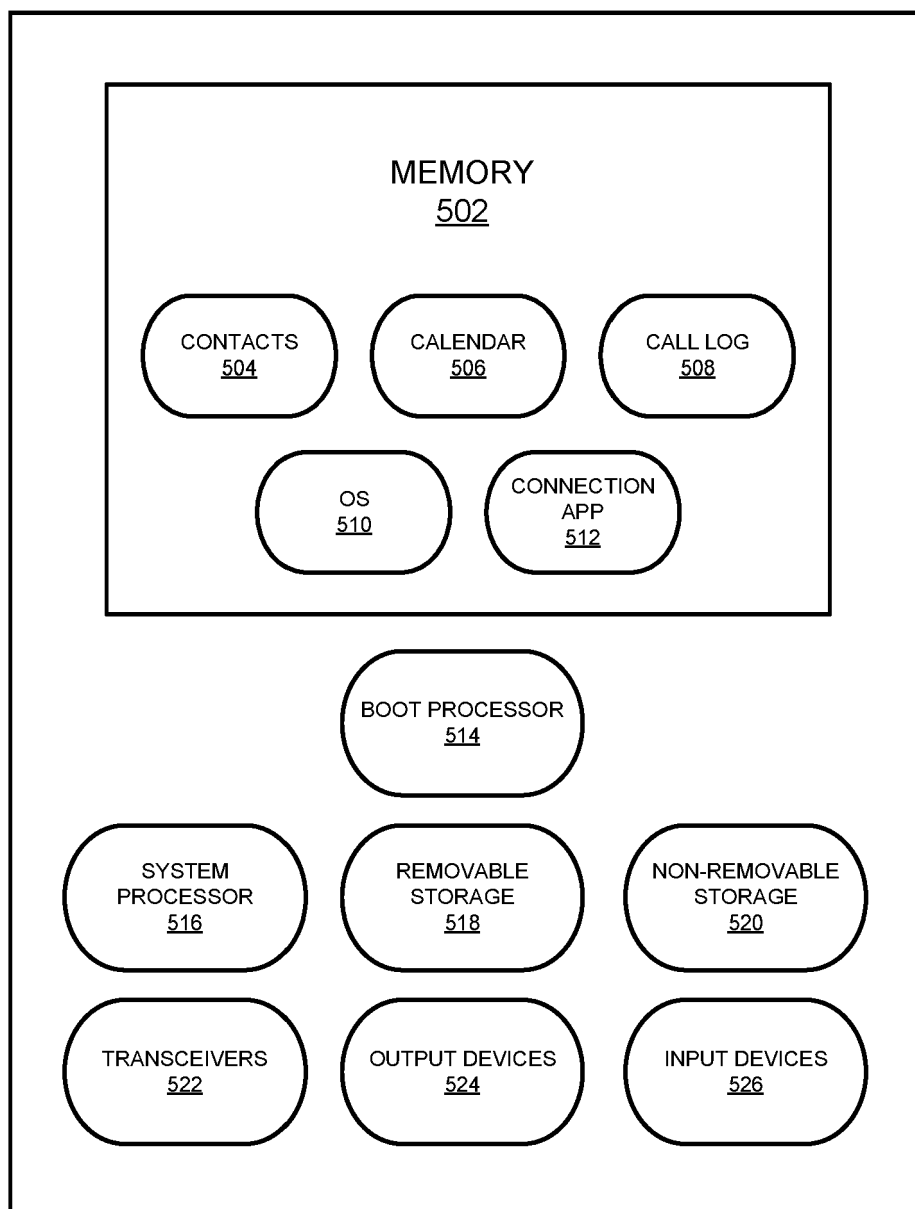 MEMORY
502
CONTACTS
504
CALENDAR
506
CALL LOG
508
OS
510
CONNECTION
APP
512
BOOT PROCESSOR
514
SYSTEM
PROCESSOR
516
REMOVABLE
STORAGE
518
NON-REMOVABLE
STORAGE
520
TRANSCEIVERS
522
OUTPUT DEVICES
524
INPUT DEVICES
526